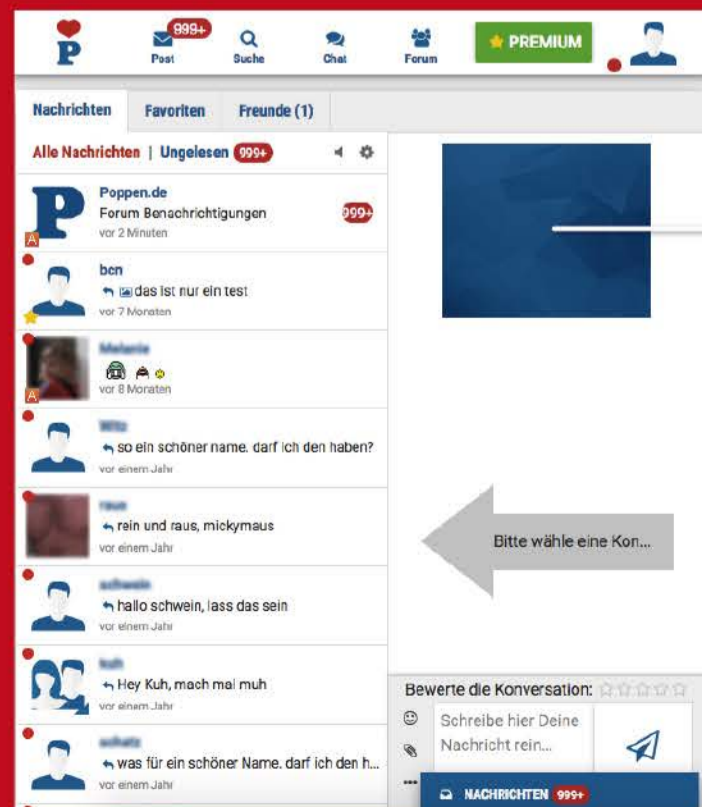 P
999+
Post
Suche
Chat
Forum
PREMIUM
Nachrichten Favoriten Freunde (1)
Alle Nachrichten | Ungelesen 999+
P
A
Poppen.de
Forum Benachrichtigungen
999+
vor 2 Minuten
bcn
das ist nur ein test
vor 7 Monaten
Melanie
A
vor 8 Monaten
so ein schöner name. darf ich den haben?
vor einem Jahr
rein und raus, mickymaus
vor einem Jahr
schwein
hallo schwein, lass das sein
vor einem Jahr
kuh
Hey Kuh, mach mal muh
vor einem Jahr
schatz
was für ein schöner Name. darf ich den h...
vor einem Jahr
Bitte wähle eine Kon...
Bewerte die Konversation:
Schreibe hier Deine
Nachricht rein...
NACHRICHTEN 999+